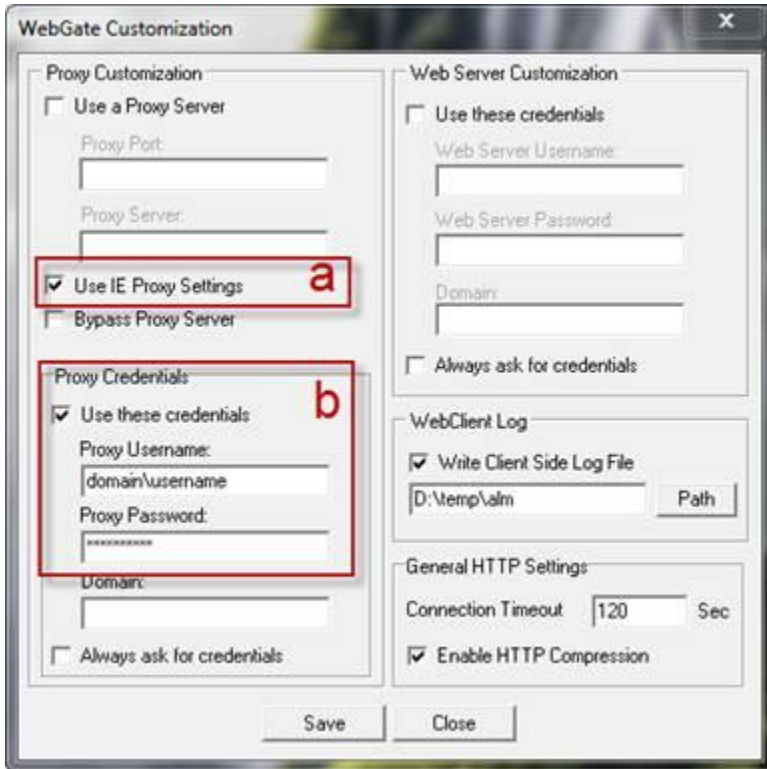 WebGate Customization
x
Proxy Customization
Use a Proxy Server
Proxy Port:
Proxy Server:
Use IE Proxy Settings
a
Bypass Proxy Server
Proxy Credentials
b
Use these credentials
Proxy Username:
domain\username
Proxy Password:
**********
Domain:
Always ask for credentials
Web Server Customization
Use these credentials
Web Server Username:
Web Server Password:
Domain:
Always ask for credentials
WebClient Log
Write Client Side Log File
D:\temp\alm
Path
General HTTP Settings
Connection Timeout 120 Sec
Enable HTTP Compression
Save Close